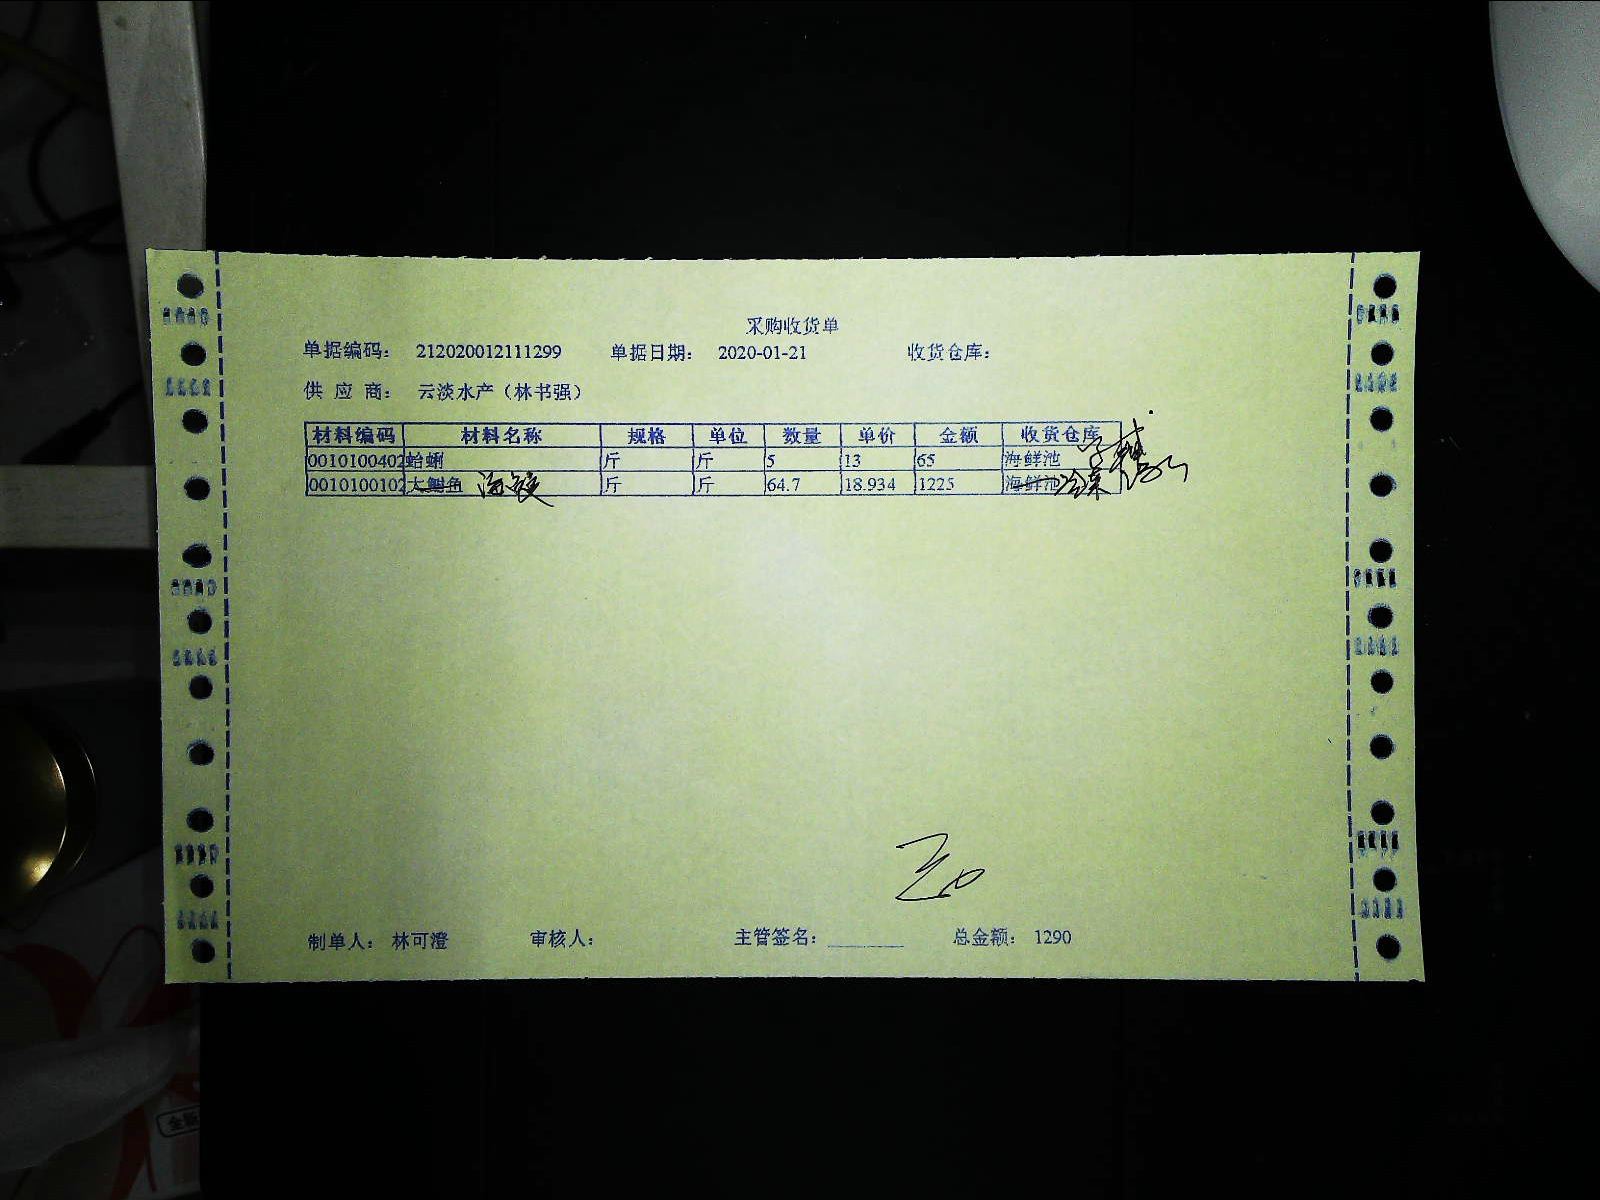 采购收货单
单据编码： 212020012111299 单据日期： 2020-01-21 收货仓库：
供 应 商： 云淡水产（林书强）
材料编码 材料名称 规格 单位 数量 单价 金额 收货仓库
0010100402 蛤蜊 斤 斤 5 13 65 海鲜池
0010100102 大鮰鱼 海 斤 斤 64.7 18.934 1225 海鲜池 冷菜
制单人： 林可澄 审核人： 主管签名： 总金额： 1290